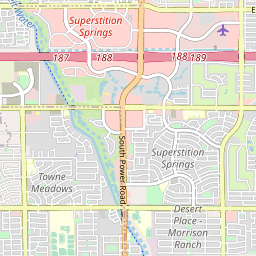 Superstition
Springs
187
188
188
189
E
South Power Road
Superstition
Springs
Towne
Meadows
Desert
Place -
Morrison
Ranch